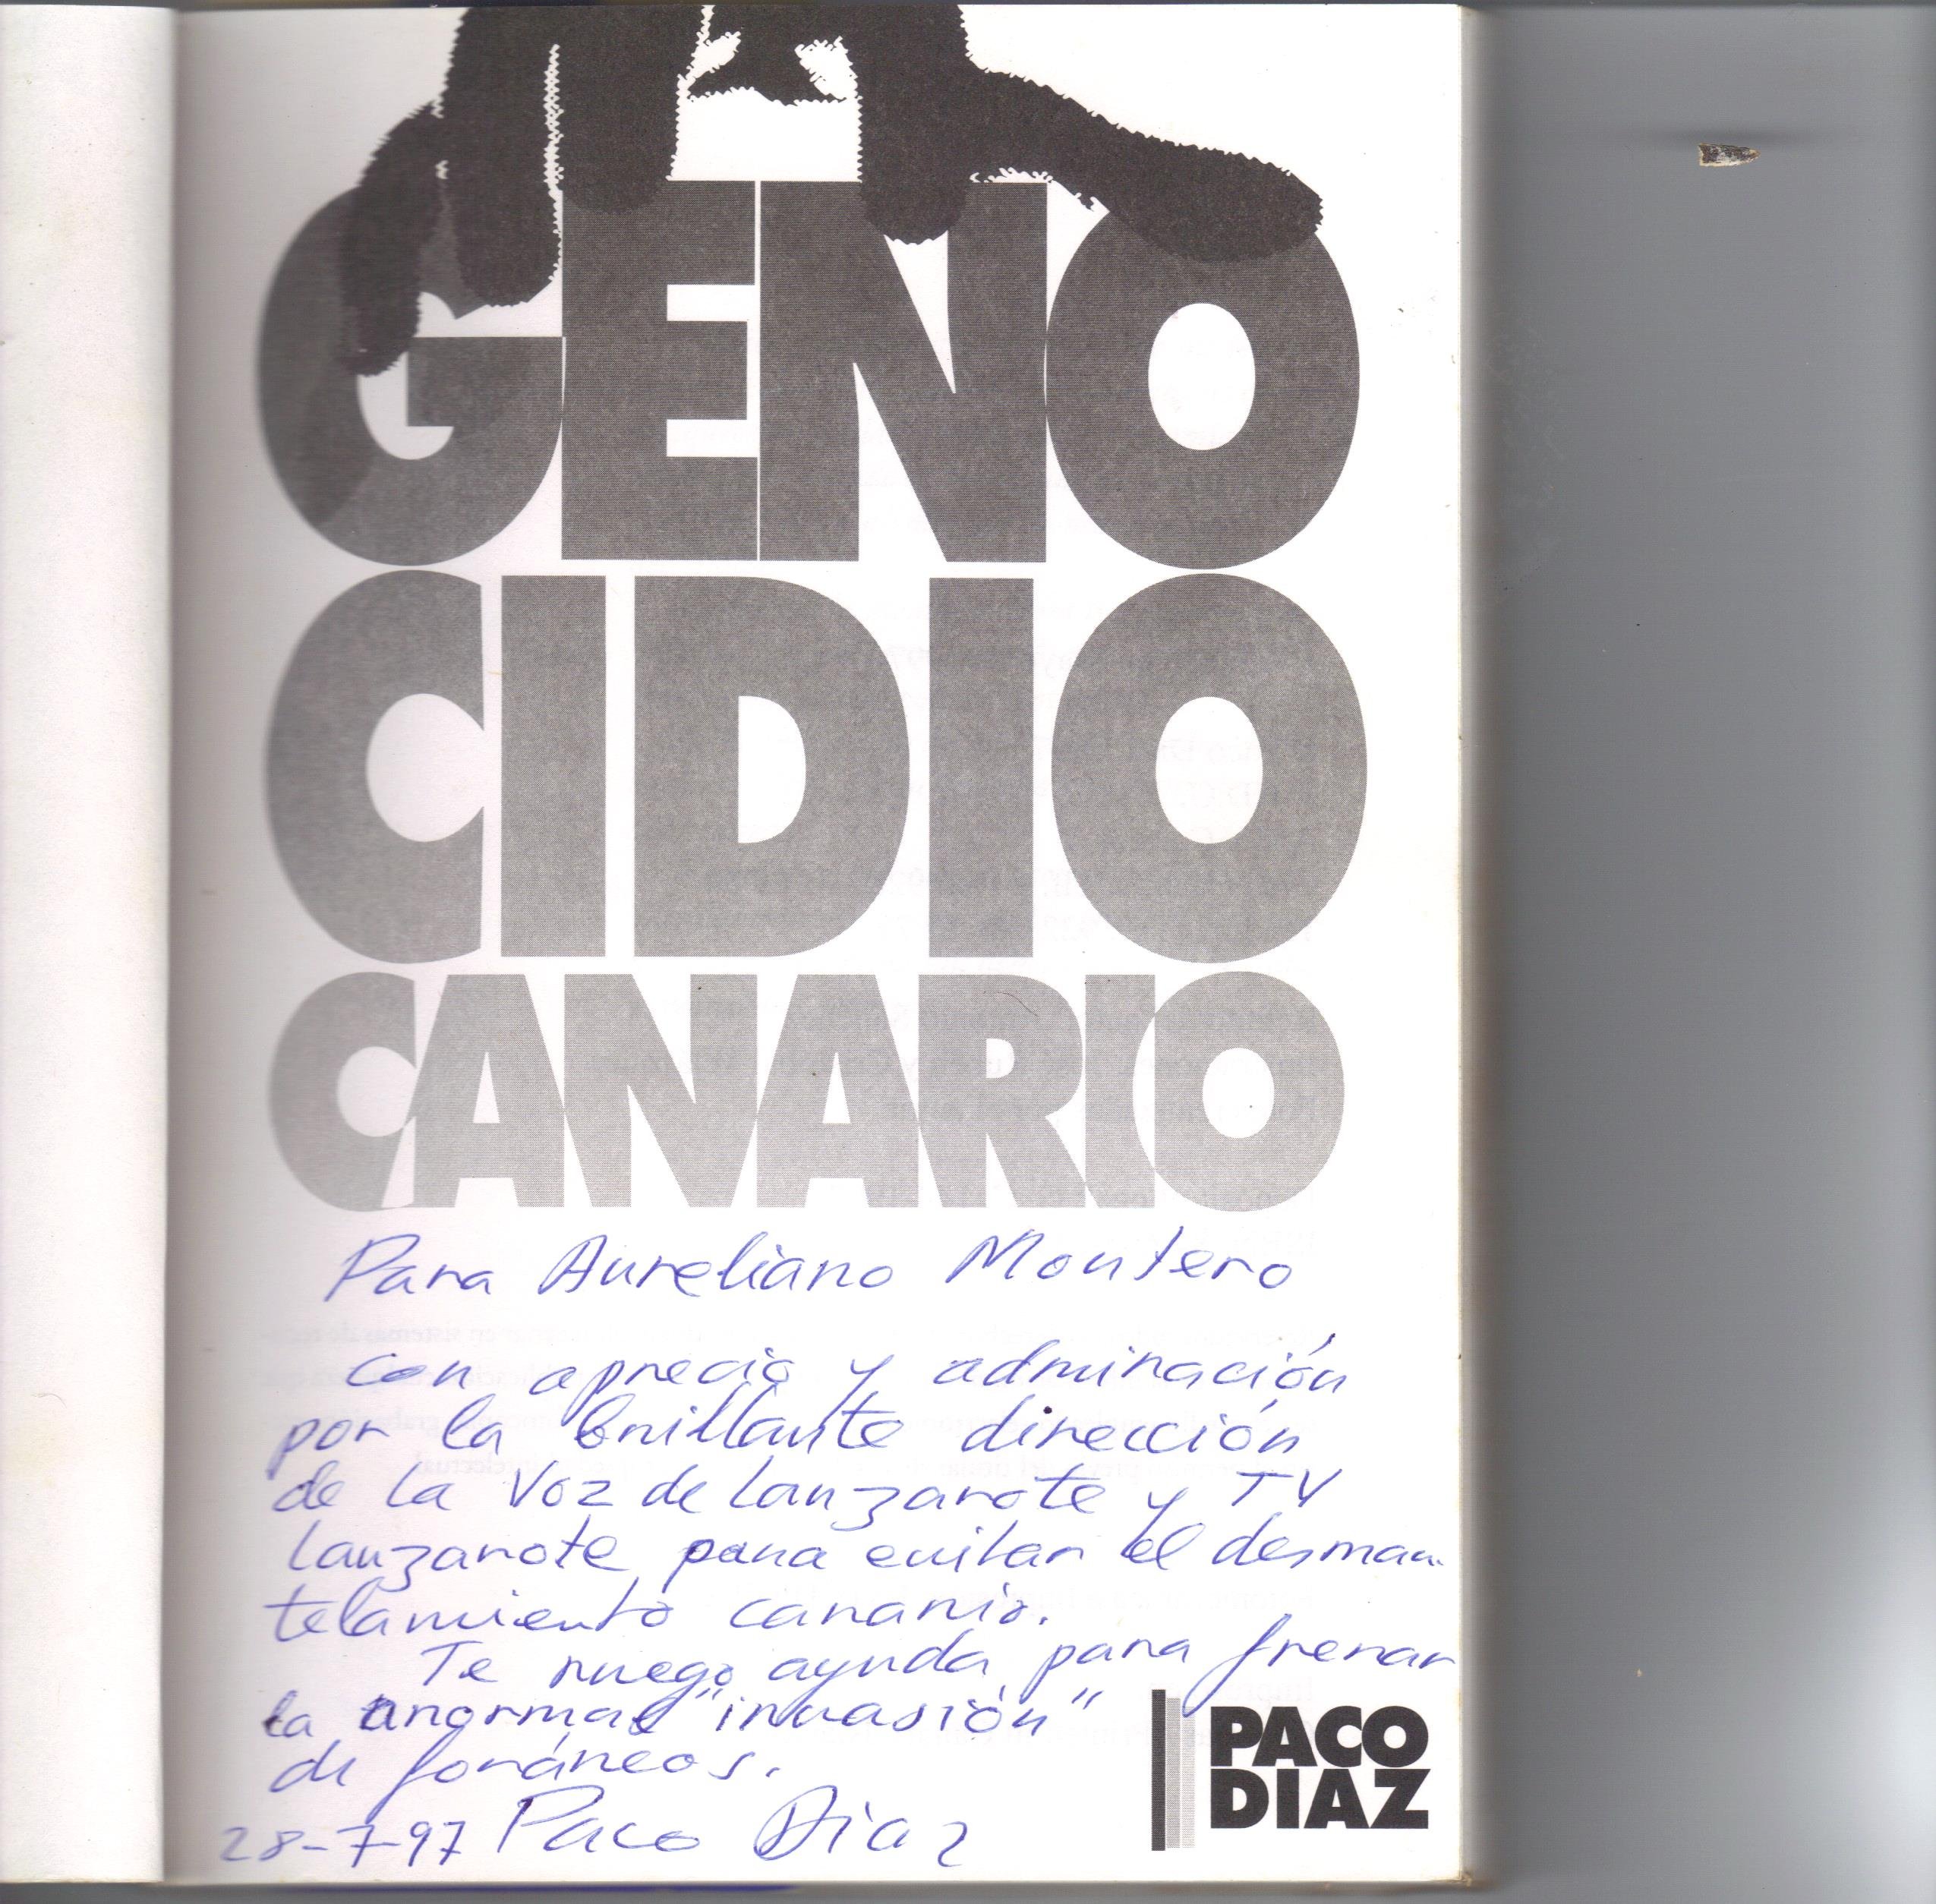 GENO
CIDIO
CANARIO
Para Aureliano Montero
con aprecio y admiración
por la brillante dirección
de la Voz de Lanzarote y TV
Lanzarote para evitar el desman-
telamiento canario.
Te ruego ayuda para frenar
la anormal "invasión"
de foráneos.
28-7-97 Paco Diaz
PACO
DIAZ